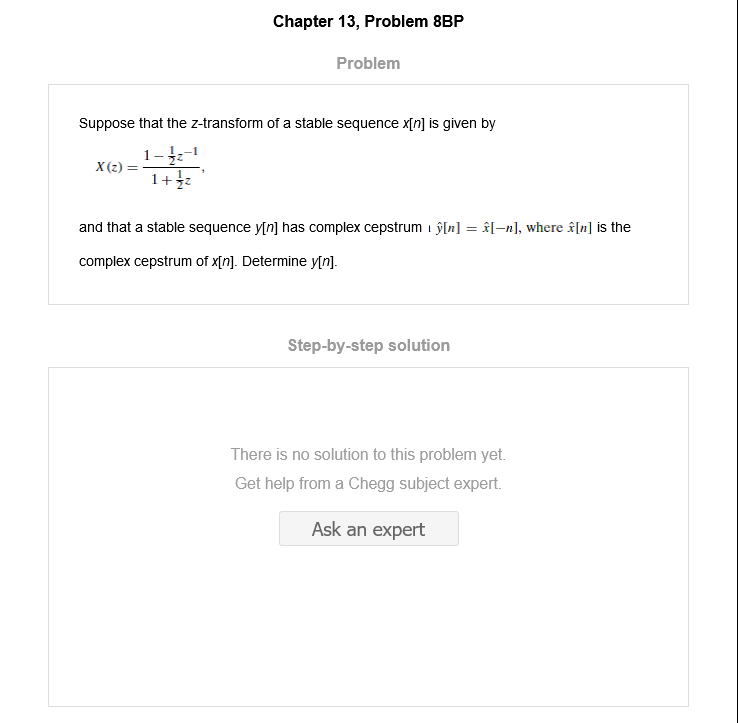 Chapter 13, Problem 8BP
Problem
Suppose that the z-transform of a stable sequence x[n] is given by
X(z) = \frac{1 - \frac{1}{2}z^{-1}}{1 + \frac{1}{2}z},
and that a stable sequence y[n] has complex cepstrum ŷ[n] = x̂[−n], where x̂[n] is the
complex cepstrum of x[n]. Determine y[n].
Step-by-step solution
There is no solution to this problem yet.
Get help from a Chegg subject expert.
Ask an expert